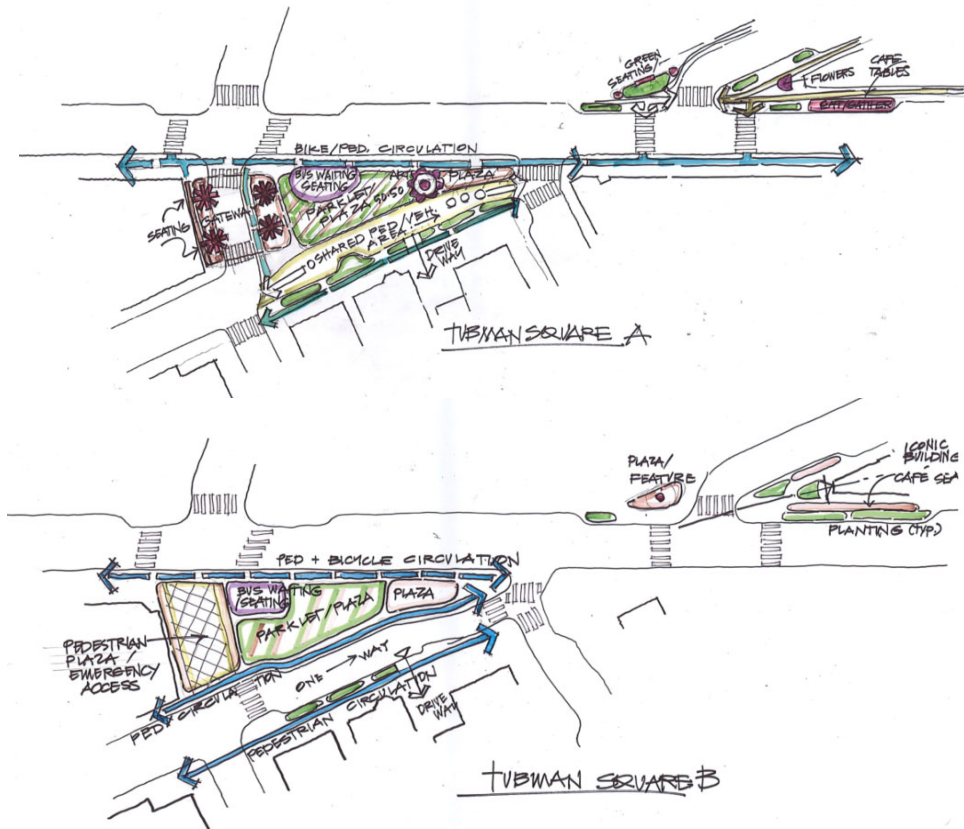 GREEN
SEATING/
FLOWERS
CAFE
TABLES
EAT/GATHER
BIKE/PED. CIRCULATION
BUS WAITING
SEATING
ART
PLAZA
PARKLET/
PLAZA 50:50
SEATING
GATEWAY
SHARED PED/VEH.
AREA
DRIVE
WAY
TUBMAN SQUARE A
PLAZA/
FEATURE
ICONIC
BUILDING
CAFÉ SEA
PLANTING (TYP.)
PED + BICYCLE CIRCULATION
BUS WAITING
/SEATING
PARKLET/PLAZA
PLAZA
PEDESTRIAN
PLAZA /
EMERGENCY
ACCESS
ONE WAY
PED CIRCULATION
PEDESTRIAN CIRCULATION
DRIVE
WAY
TUBMAN SQUARE B